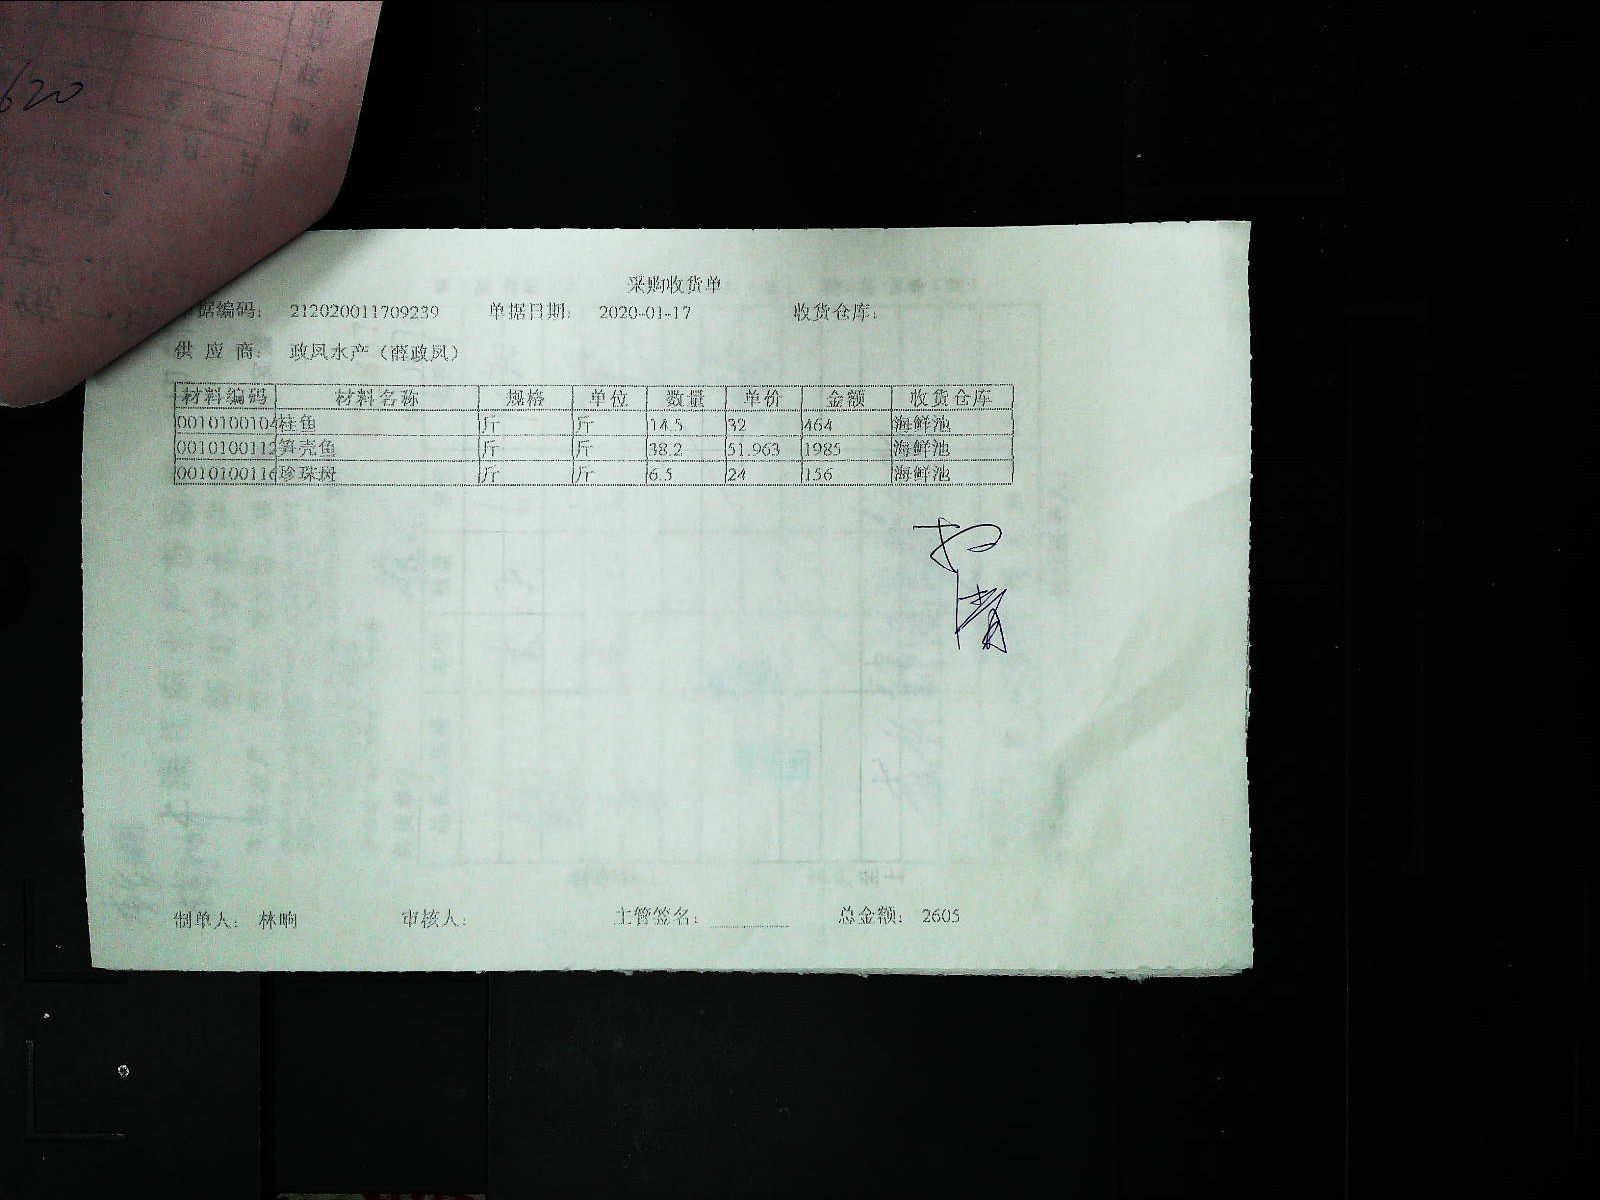 620
采购收货单
据编码: 212020011709239 单据日期: 2020-01-17 收货仓库:
供 应 商: 政凤水产（薛政凤）
材料编码 材料名称 规格 单位 数量 单价 金额 收货仓库
0010100104 桂鱼 斤 斤 14.5 32 464 海鲜池
0010100112 笋壳鱼 斤 斤 38.2 51.963 1985 海鲜池
0010100116 珍珠斑 斤 斤 6.5 24 156 海鲜池
制单人: 林晌 审核人: 主管签名: 总金额: 2605